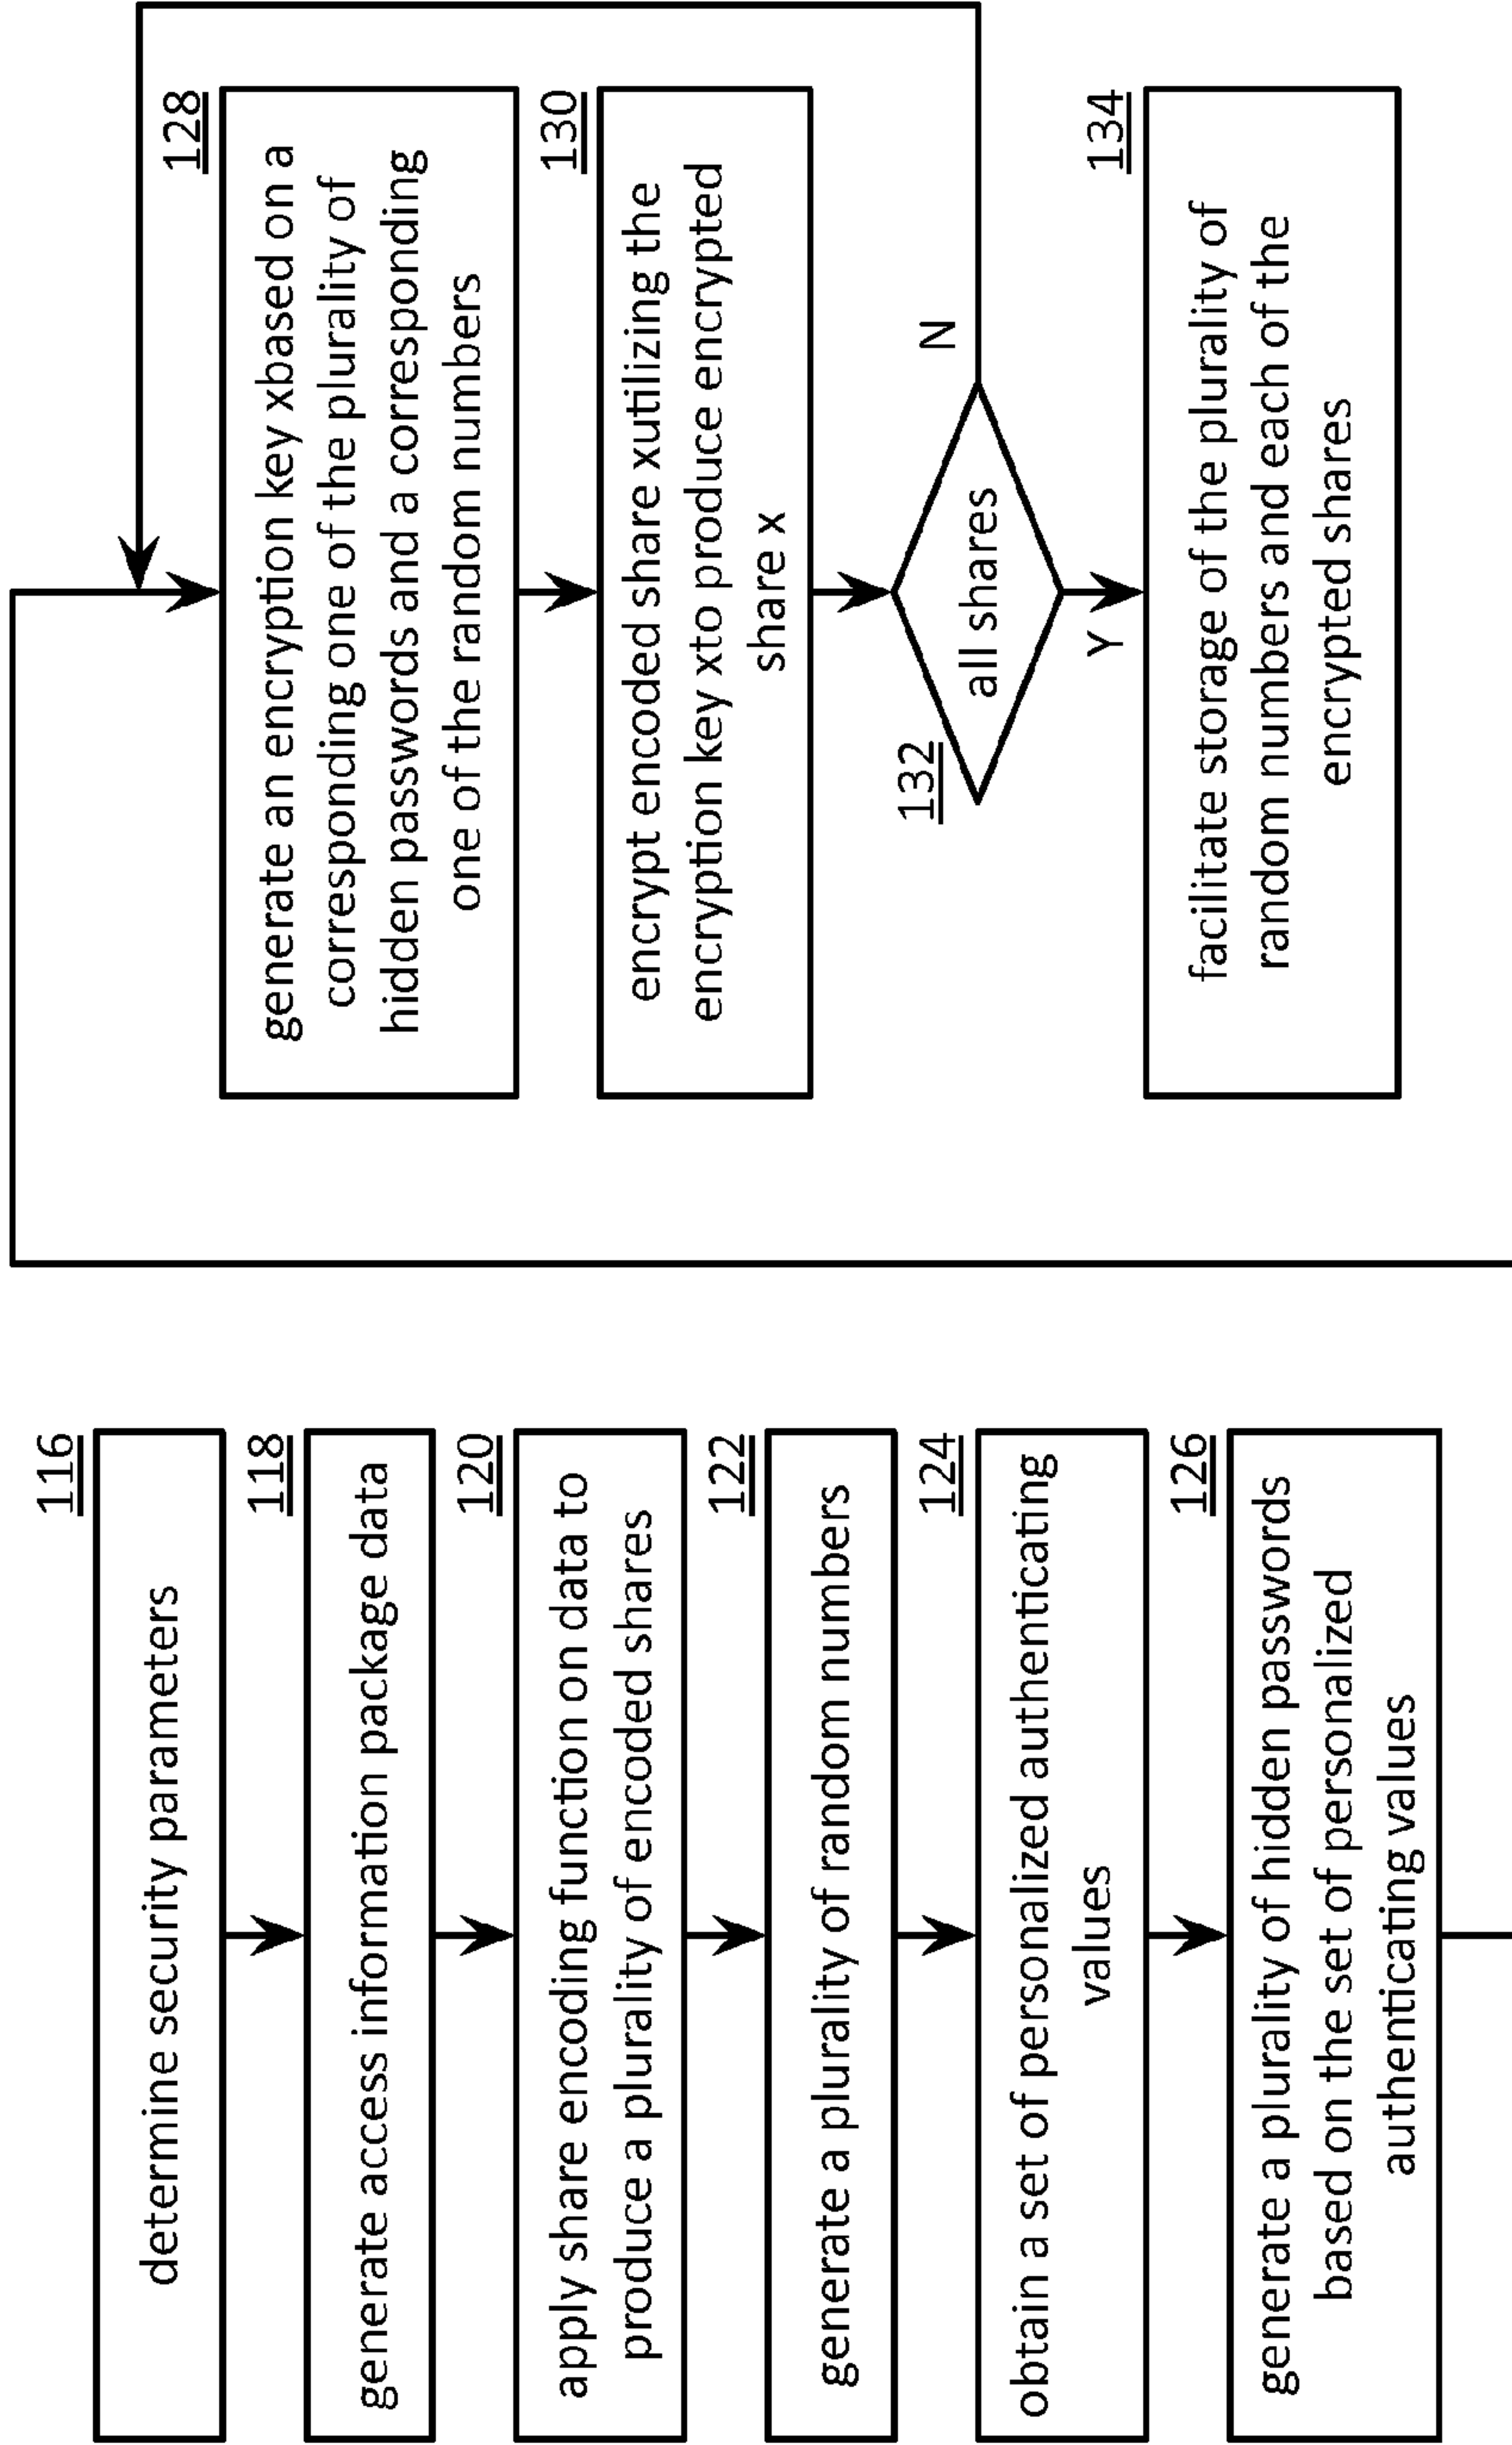 116
determine security parameters
118
generate access information package data
120
apply share encoding function on data to
produce a plurality of encoded shares
122
generate a plurality of random numbers
124
obtain a set of personalized authenticating
values
126
generate a plurality of hidden passwords
based on the set of personalized
authenticating values
128
generate an encryption key xbased on a
corresponding one of the plurality of
hidden passwords and a corresponding
one of the random numbers
130
encrypt encoded share xutilizing the
encryption key xto produce encrypted
share x
132
all shares
N
Y
134
facilitate storage of the plurality of
random numbers and each of the
encrypted shares